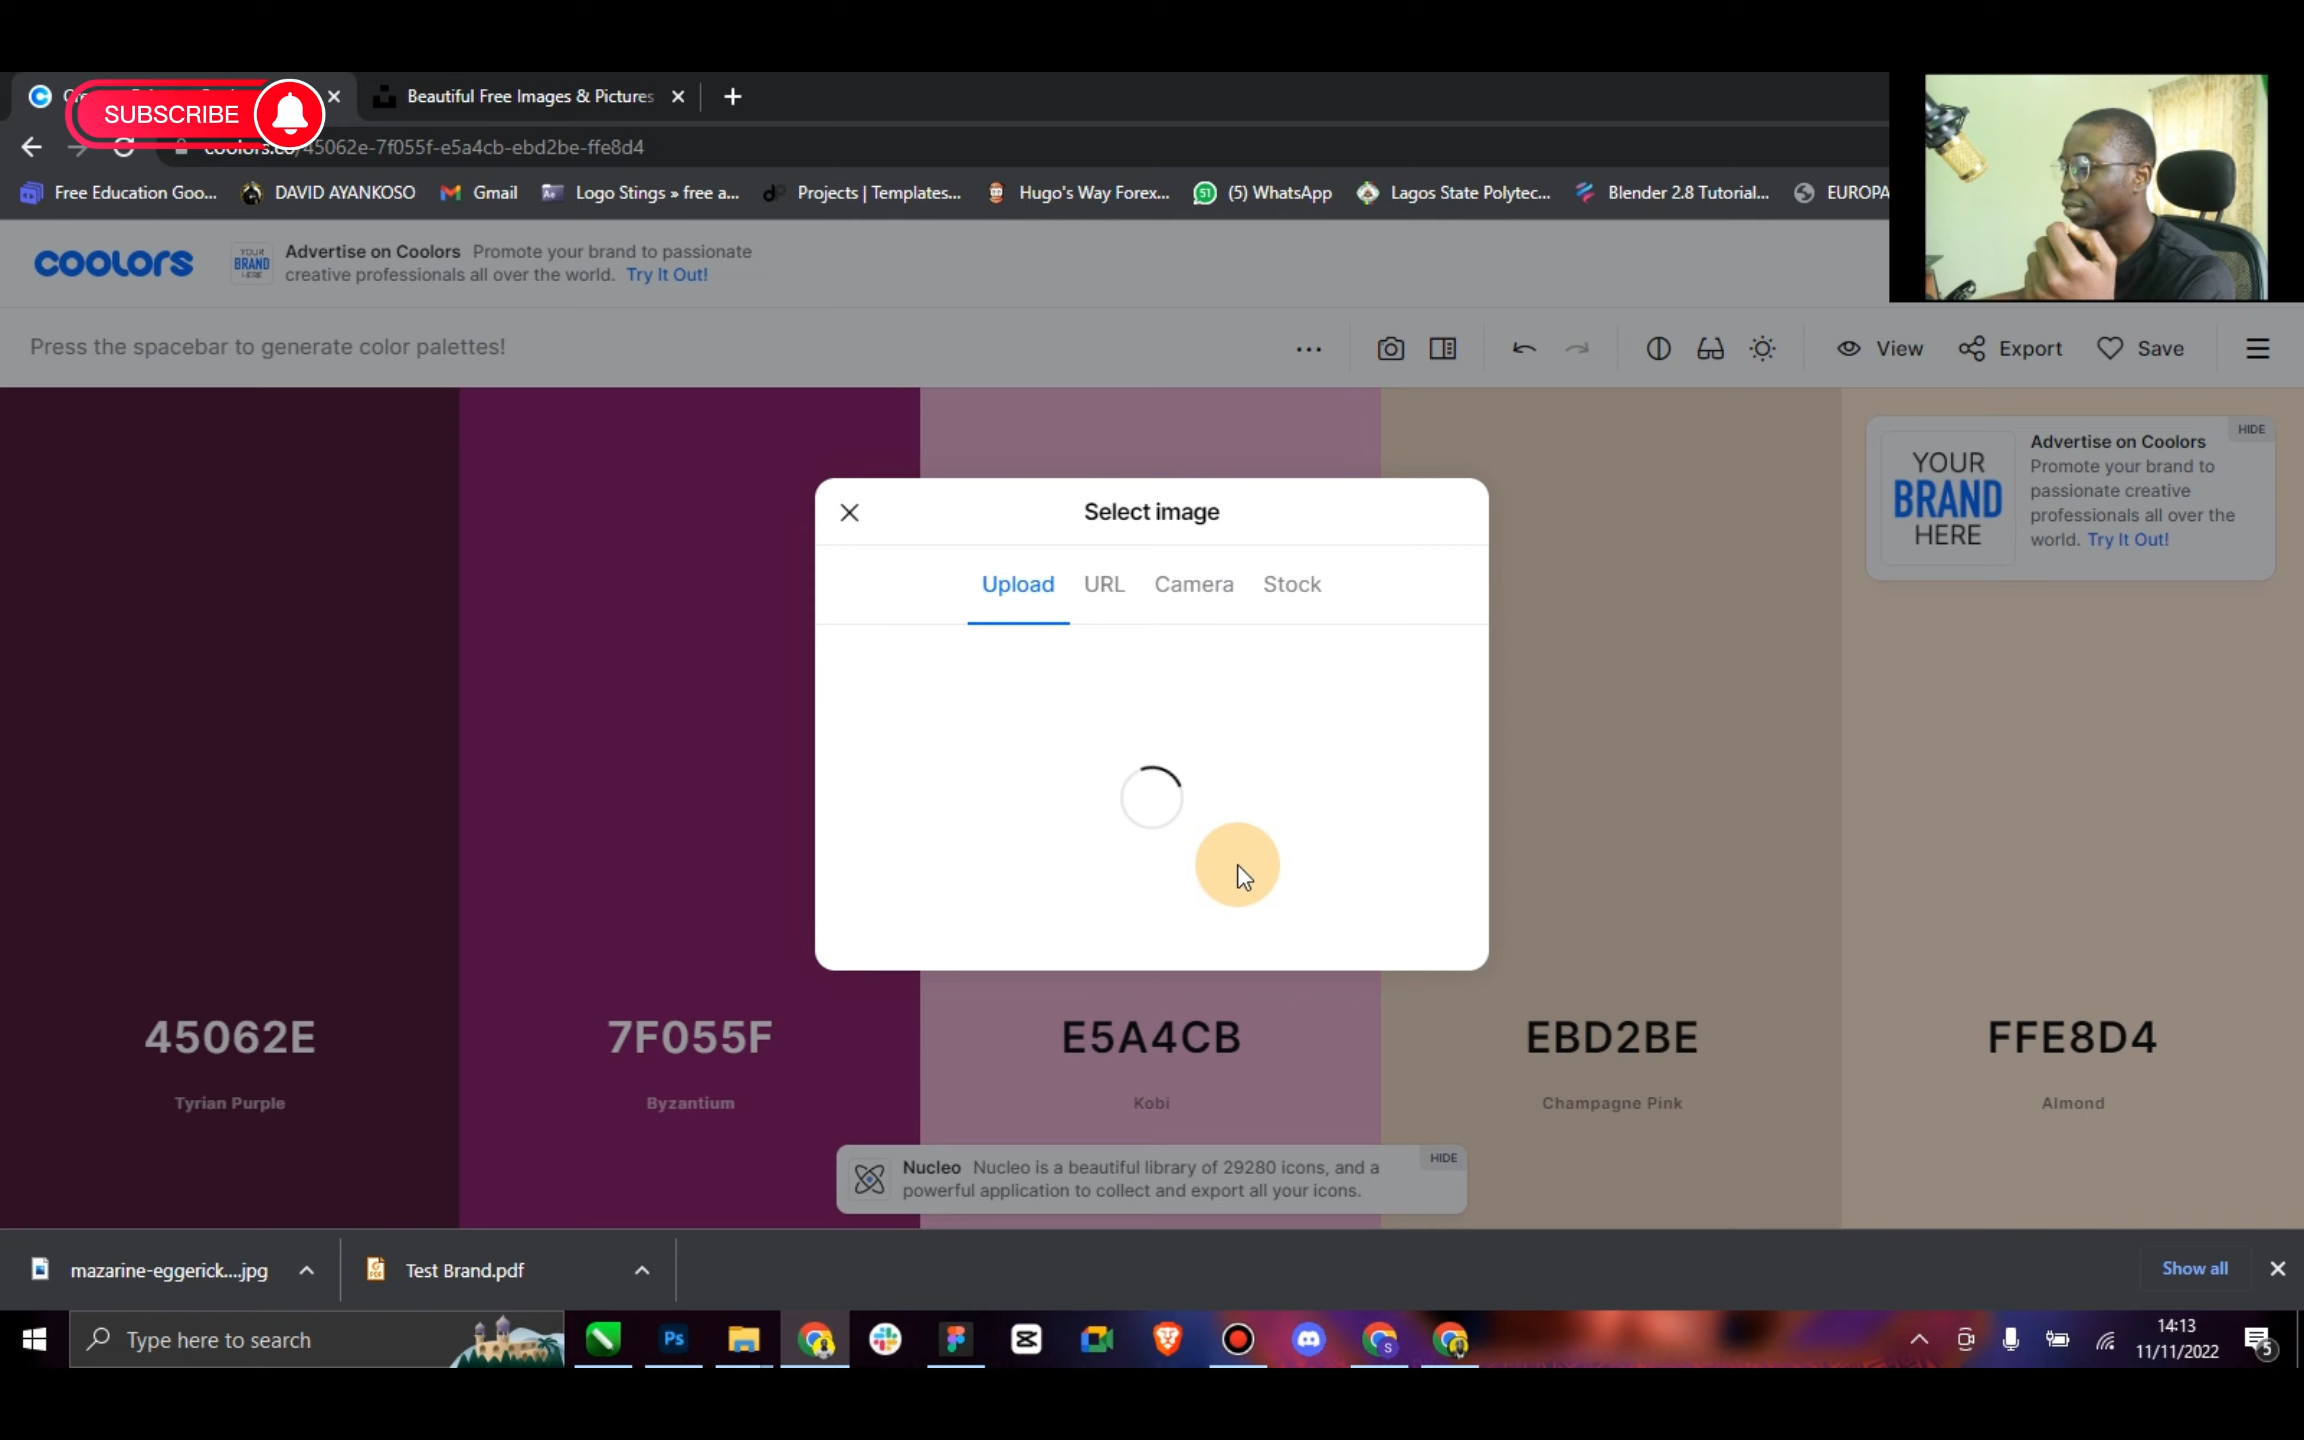 SUBSCRIBE
Beautiful Free Images & Pictures
/45062e-7f055f-e5a4cb-ebd2be-ffe8d4
Free Education Goo... DAVID AYANKOSO Gmail Logo Stings » free a... Projects | Templates... Hugo's Way Forex... (5) WhatsApp Lagos State Polytec... Blender 2.8 Tutorial... EUROPA
coolors
YOUR BRAND HERE
Advertise on Coolors Promote your brand to passionate
creative professionals all over the world. Try It Out!
Press the spacebar to generate color palettes!
View Export Save
HIDE
YOUR
BRAND
HERE
Advertise on Coolors
Promote your brand to
passionate creative
professionals all over the
world. Try It Out!
Select image
Upload URL Camera Stock
45062E 7F055F E5A4CB EBD2BE FFE8D4
Tyrian Purple Byzantium Kobi Champagne Pink Almond
Nucleo Nucleo is a beautiful library of 29280 icons, and a
powerful application to collect and export all your icons.
HIDE
mazarine-eggerick....jpg Test Brand.pdf Show all
Type here to search
Ps
S
14:13
11/11/2022
5